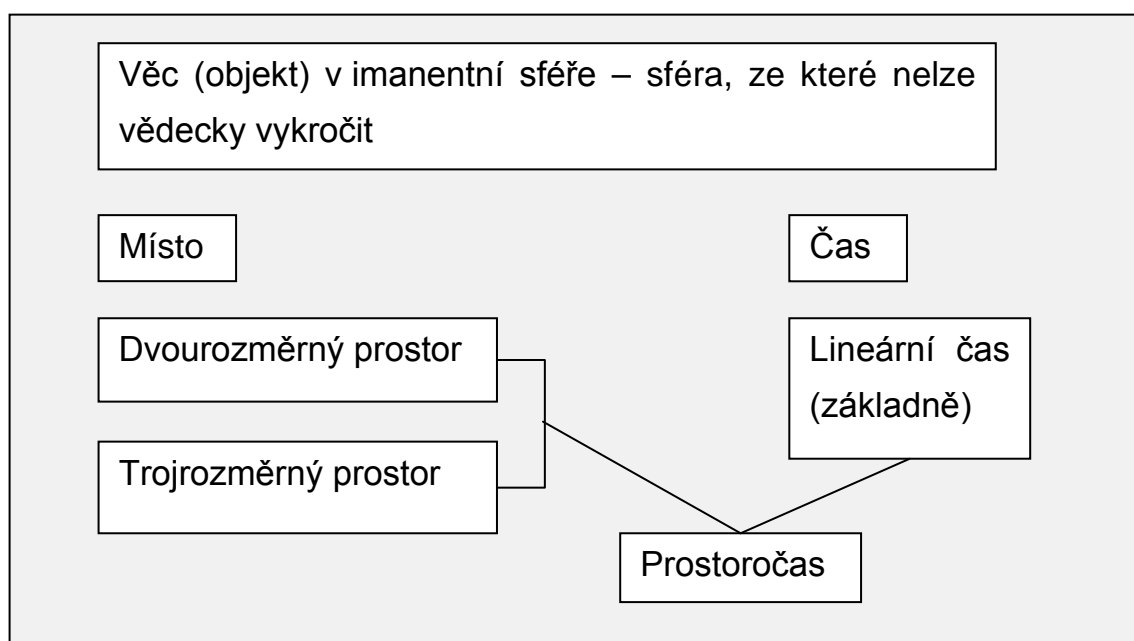 Věc (objekt) v imanentní sféře – sféra, ze které nelze
vědecky vykročit
Místo
Čas
Dvourozměrný prostor
Lineární čas
(základně)
Trojrozměrný prostor
Prostoročas